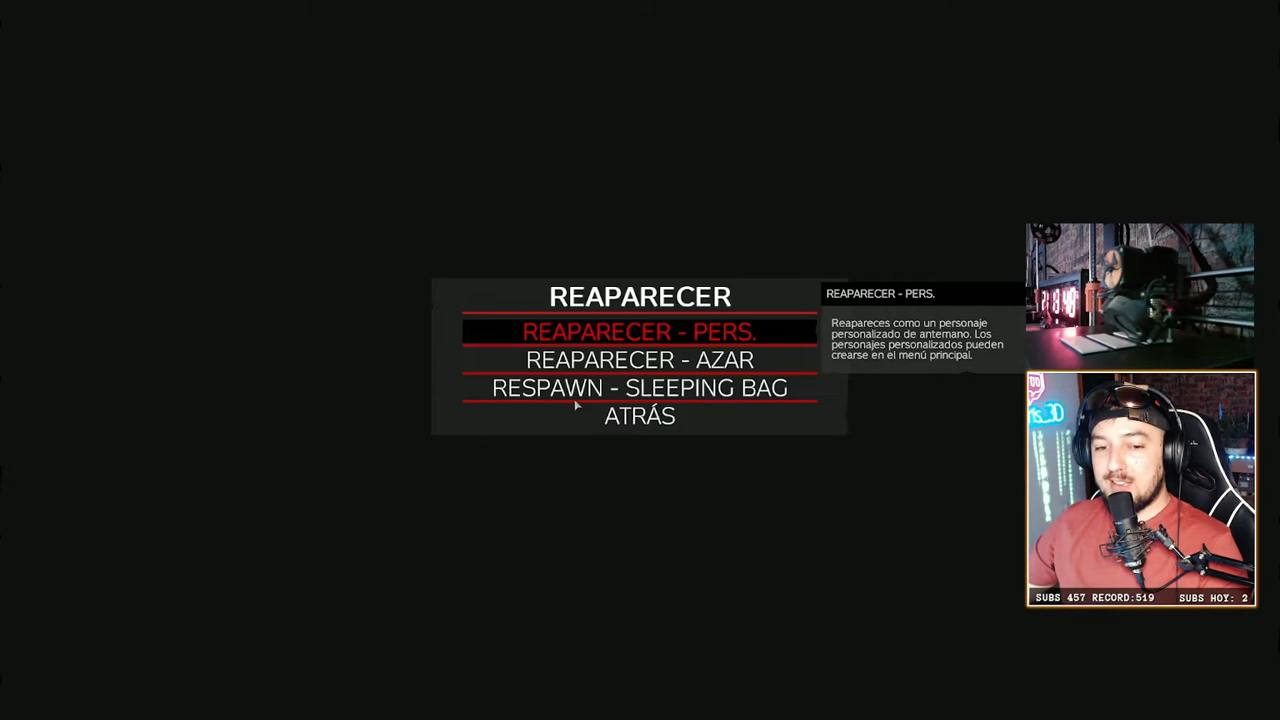 REAPARECER
REAPARECER - PERS.
REAPARECER - AZAR
RESPAWN - SLEEPING BAG
ATRÁS
REAPARECER - PERS.
Reapareces como un personaje
personalizado de antemano. Los
personajes personalizados pueden
crearse en el menú principal.
SUBS 457 RECORD:519
SUBS HOY: 2